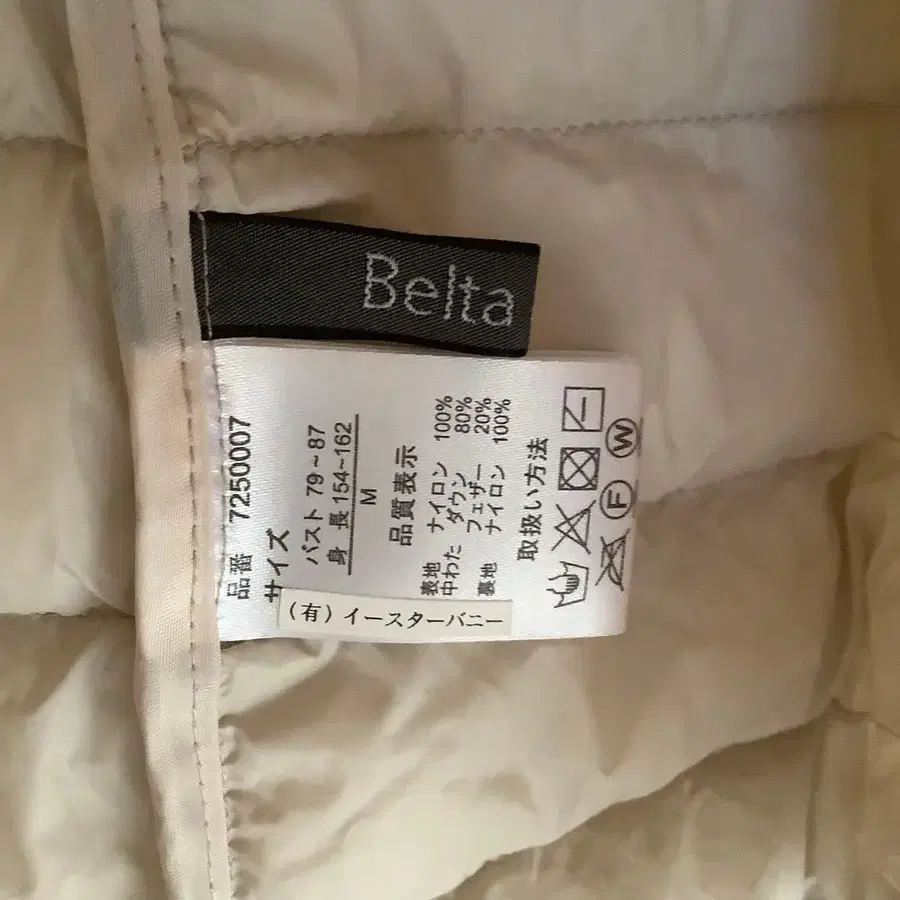 Belta
品番 7250007
サイズ
バスト 79~87
身長 154~162
M
品質表示
表地 ナイロン 100%
中わた ダウン 80%
フェザー 20%
裏地 ナイロン 100%
取扱い方法
F W
(有)イースターバニー